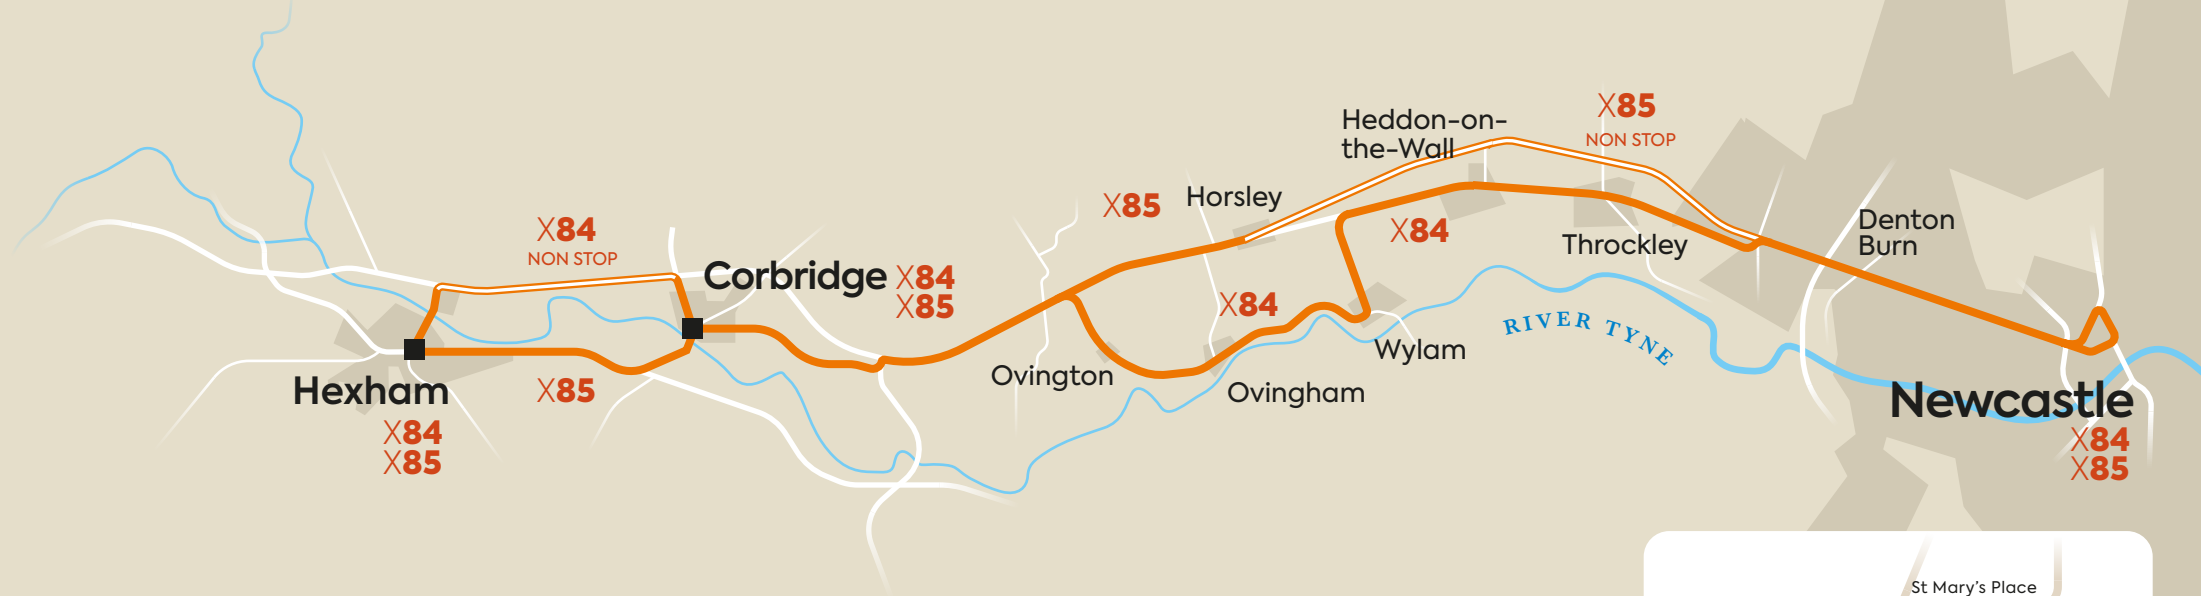 X85
NON STOP
Heddon-on-
the-Wall
X85
Horsley
X84
NON STOP
X84
Denton
Burn
Throckley
Corbridge
X84
X85
X84
RIVER TYNE
Wylam
Ovington
Ovingham
Hexham
X84
X85
X85
Newcastle
X84
X85
St Mary's Place